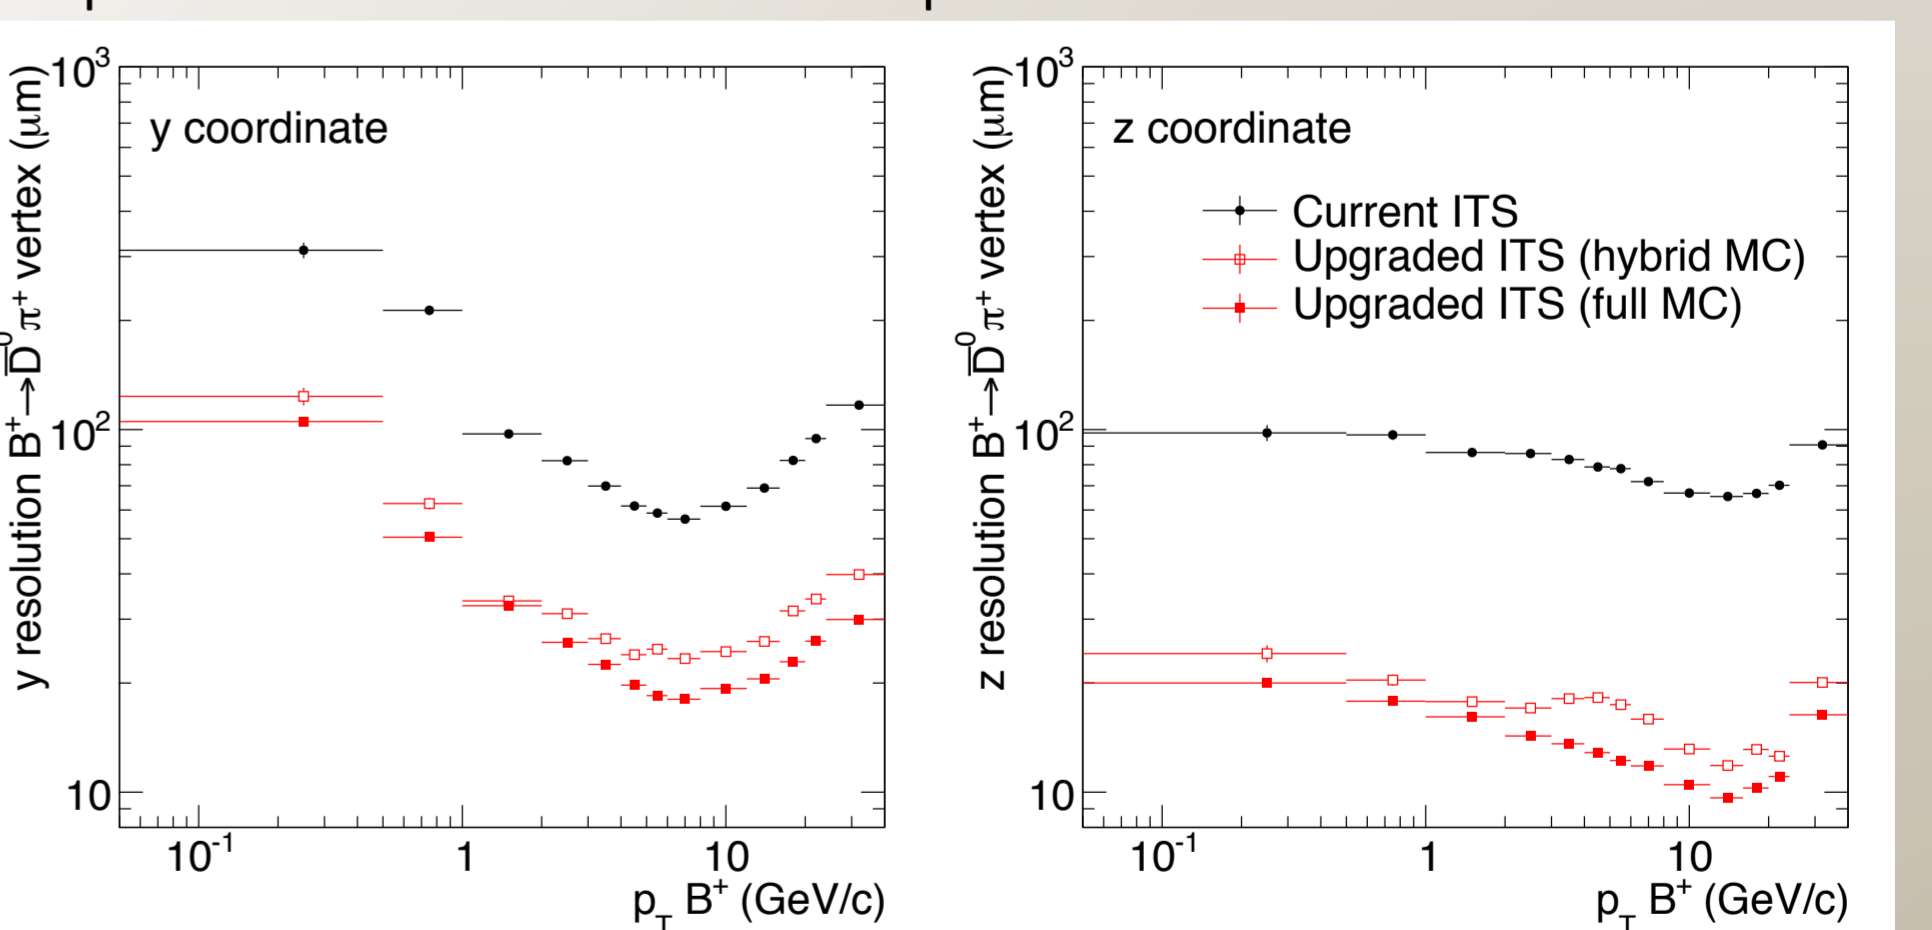 10³
y coordinate
10²
10
10⁻¹
1
10
p_T B⁺ (GeV/c)
y resolution B⁺→D̅⁰π⁺ vertex (μm)
10³
z coordinate
Current ITS
Upgraded ITS (hybrid MC)
Upgraded ITS (full MC)
10²
10
10⁻¹
1
10
p_T B⁺ (GeV/c)
z resolution B⁺→D̅⁰π⁺ vertex (μm)